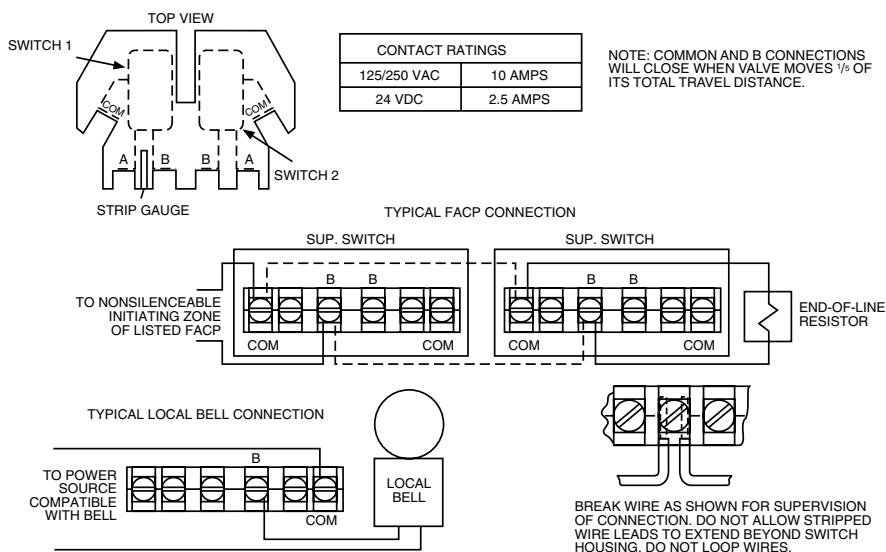 TOP VIEW
SWITCH 1
COM
COM
A
B
B
A
SWITCH 2
STRIP GAUGE
CONTACT RATINGS
125/250 VAC 10 AMPS
24 VDC 2.5 AMPS
NOTE: COMMON AND B CONNECTIONS
WILL CLOSE WHEN VALVE MOVES 1/5 OF
ITS TOTAL TRAVEL DISTANCE.
TYPICAL FACP CONNECTION
SUP. SWITCH
SUP. SWITCH
B
B
B
B
TO NONSILENCEABLE
INITIATING ZONE
OF LISTED FACP
COM
COM
COM
COM
END-OF-LINE
RESISTOR
TYPICAL LOCAL BELL CONNECTION
B
TO POWER
SOURCE
COMPATIBLE
WITH BELL
COM
LOCAL
BELL
BREAK WIRE AS SHOWN FOR SUPERVISION
OF CONNECTION. DO NOT ALLOW STRIPPED
WIRE LEADS TO EXTEND BEYOND SWITCH
HOUSING. DO NOT LOOP WIRES.